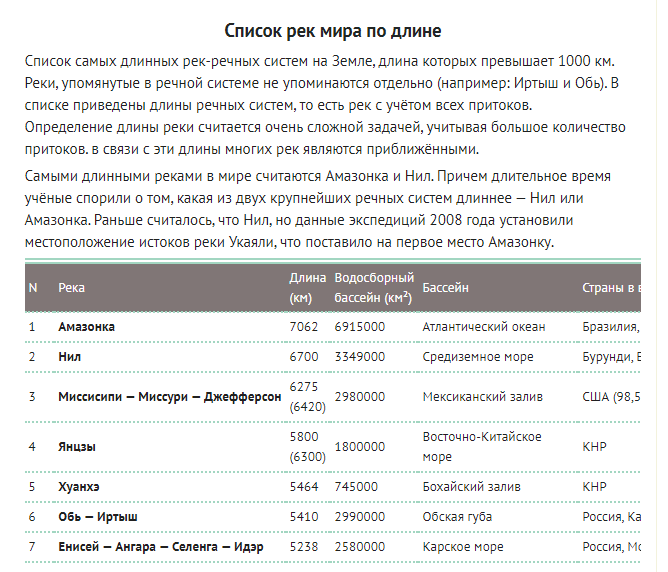 Список рек мира по длине
Список самых длинных рек-речных систем на Земле, длина которых превышает 1000 км.
Реки, упомянутые в речной системе не упоминаются отдельно (например: Иртыш и Обь). В
списке приведены длины речных систем, то есть рек с учётом всех притоков.
Определение длины реки считается очень сложной задачей, учитывая большое количество
притоков. в связи с эти длины многих рек являются приближёнными.
Самыми длинными реками в мире считаются Амазонка и Нил. Причем длительное время
учёные спорили о том, какая из двух крупнейших речных систем длиннее — Нил или
Амазонка. Раньше считалось, что Нил, но данные экспедиций 2008 года установили
местоположение истоков реки Укаяли, что поставило на первое место Амазонку.
N Река Длина (км) Водосборный бассейн (км²) Бассейн Страны в
1 Амазонка 7062 6915000 Атлантический океан Бразилия,
2 Нил 6700 3349000 Средиземное море Бурунди,
3 Миссисипи — Миссури — Джефферсон 6275 (6420) 2980000 Мексиканский залив США (98,5
4 Янцзы 5800 (6300) 1800000 Восточно-Китайское море КНР
5 Хуанхэ 5464 745000 Бохайский залив КНР
6 Обь — Иртыш 5410 2990000 Обская губа Россия, Ка
7 Енисей — Ангара — Селенга — Идэр 5238 2580000 Карское море Россия, Мо